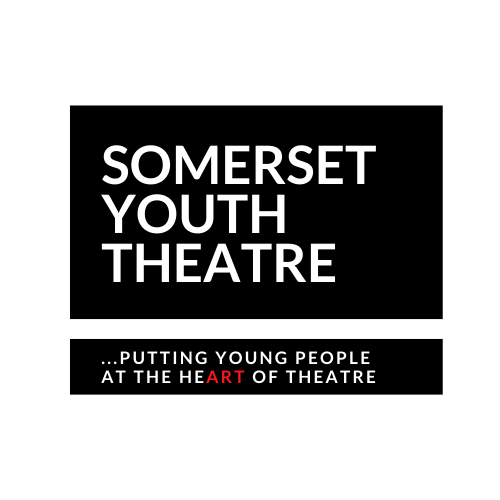 SOMERSET
YOUTH
THEATRE
...PUTTING YOUNG PEOPLE
AT THE HEART OF THEATRE